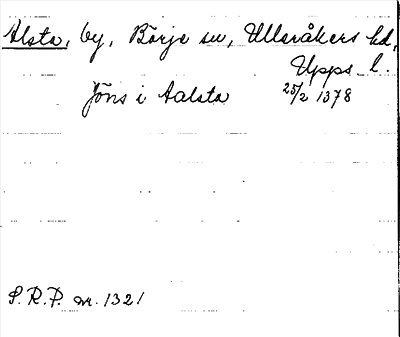 Alsta, by, Börje sn, Ulleråkers hd,
Upps. l.
Jöns i Aalsta 25/2 1378
S.R.P. nr. 1321